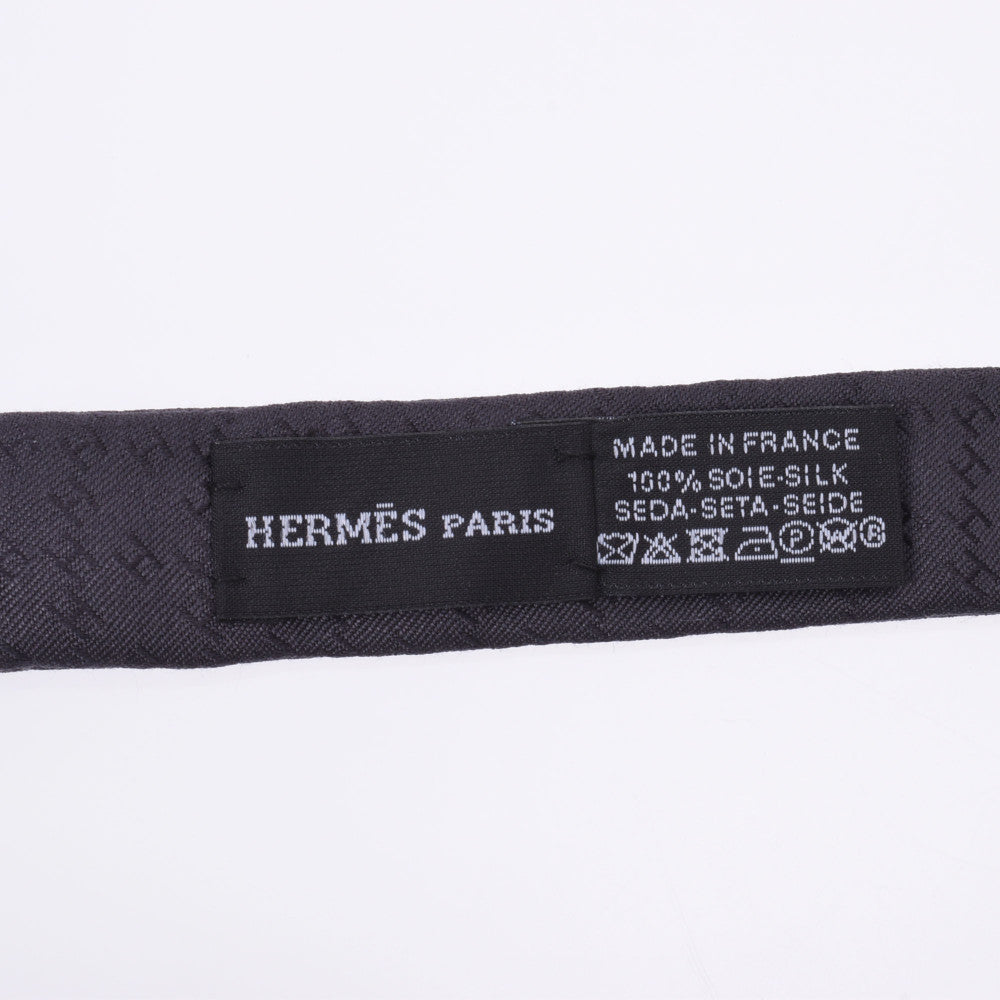 HERMÈS PARIS
MADE IN FRANCE
100% SOIE-SILK
SEDA-SETA-SEIDE
P W ®